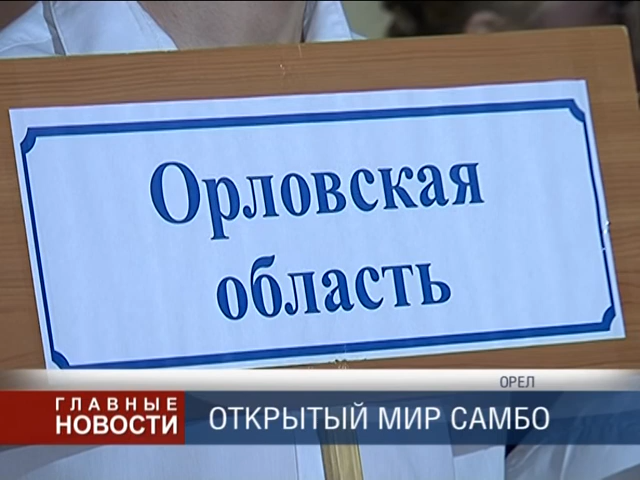 Орловская
область
ОРЕЛ
ГЛАВНЫЕ
НОВОСТИ
ОТКРЫТЫЙ МИР САМБО